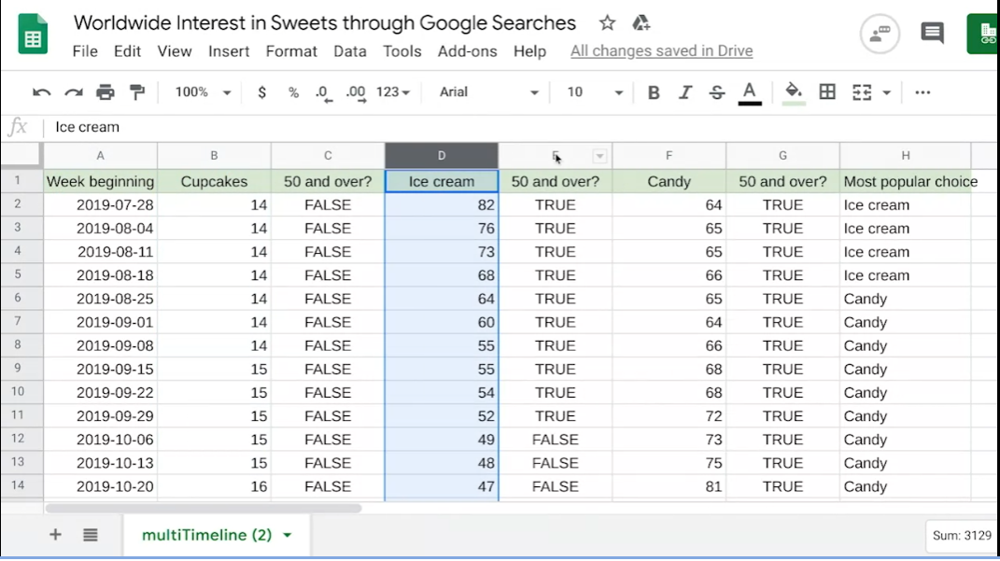 Worldwide Interest in Sweets through Google Searches
File Edit View Insert Format Data Tools Add-ons Help All changes saved in Drive
100% $ % .0 .00 123 Arial 10 B I S A ...
fx Ice cream
A B C D E F G H
1 Week beginning Cupcakes 50 and over? Ice cream 50 and over? Candy 50 and over? Most popular choice
2 2019-07-28 14 FALSE 82 TRUE 64 TRUE Ice cream
3 2019-08-04 14 FALSE 76 TRUE 65 TRUE Ice cream
4 2019-08-11 14 FALSE 73 TRUE 65 TRUE Ice cream
5 2019-08-18 14 FALSE 68 TRUE 66 TRUE Ice cream
6 2019-08-25 14 FALSE 64 TRUE 65 TRUE Candy
7 2019-09-01 14 FALSE 60 TRUE 64 TRUE Candy
8 2019-09-08 14 FALSE 55 TRUE 66 TRUE Candy
9 2019-09-15 15 FALSE 55 TRUE 68 TRUE Candy
10 2019-09-22 15 FALSE 54 TRUE 68 TRUE Candy
11 2019-09-29 15 FALSE 52 TRUE 72 TRUE Candy
12 2019-10-06 15 FALSE 49 FALSE 73 TRUE Candy
13 2019-10-13 15 FALSE 48 FALSE 75 TRUE Candy
14 2019-10-20 16 FALSE 47 FALSE 81 TRUE Candy
+ multiTimeline (2) Sum: 3129